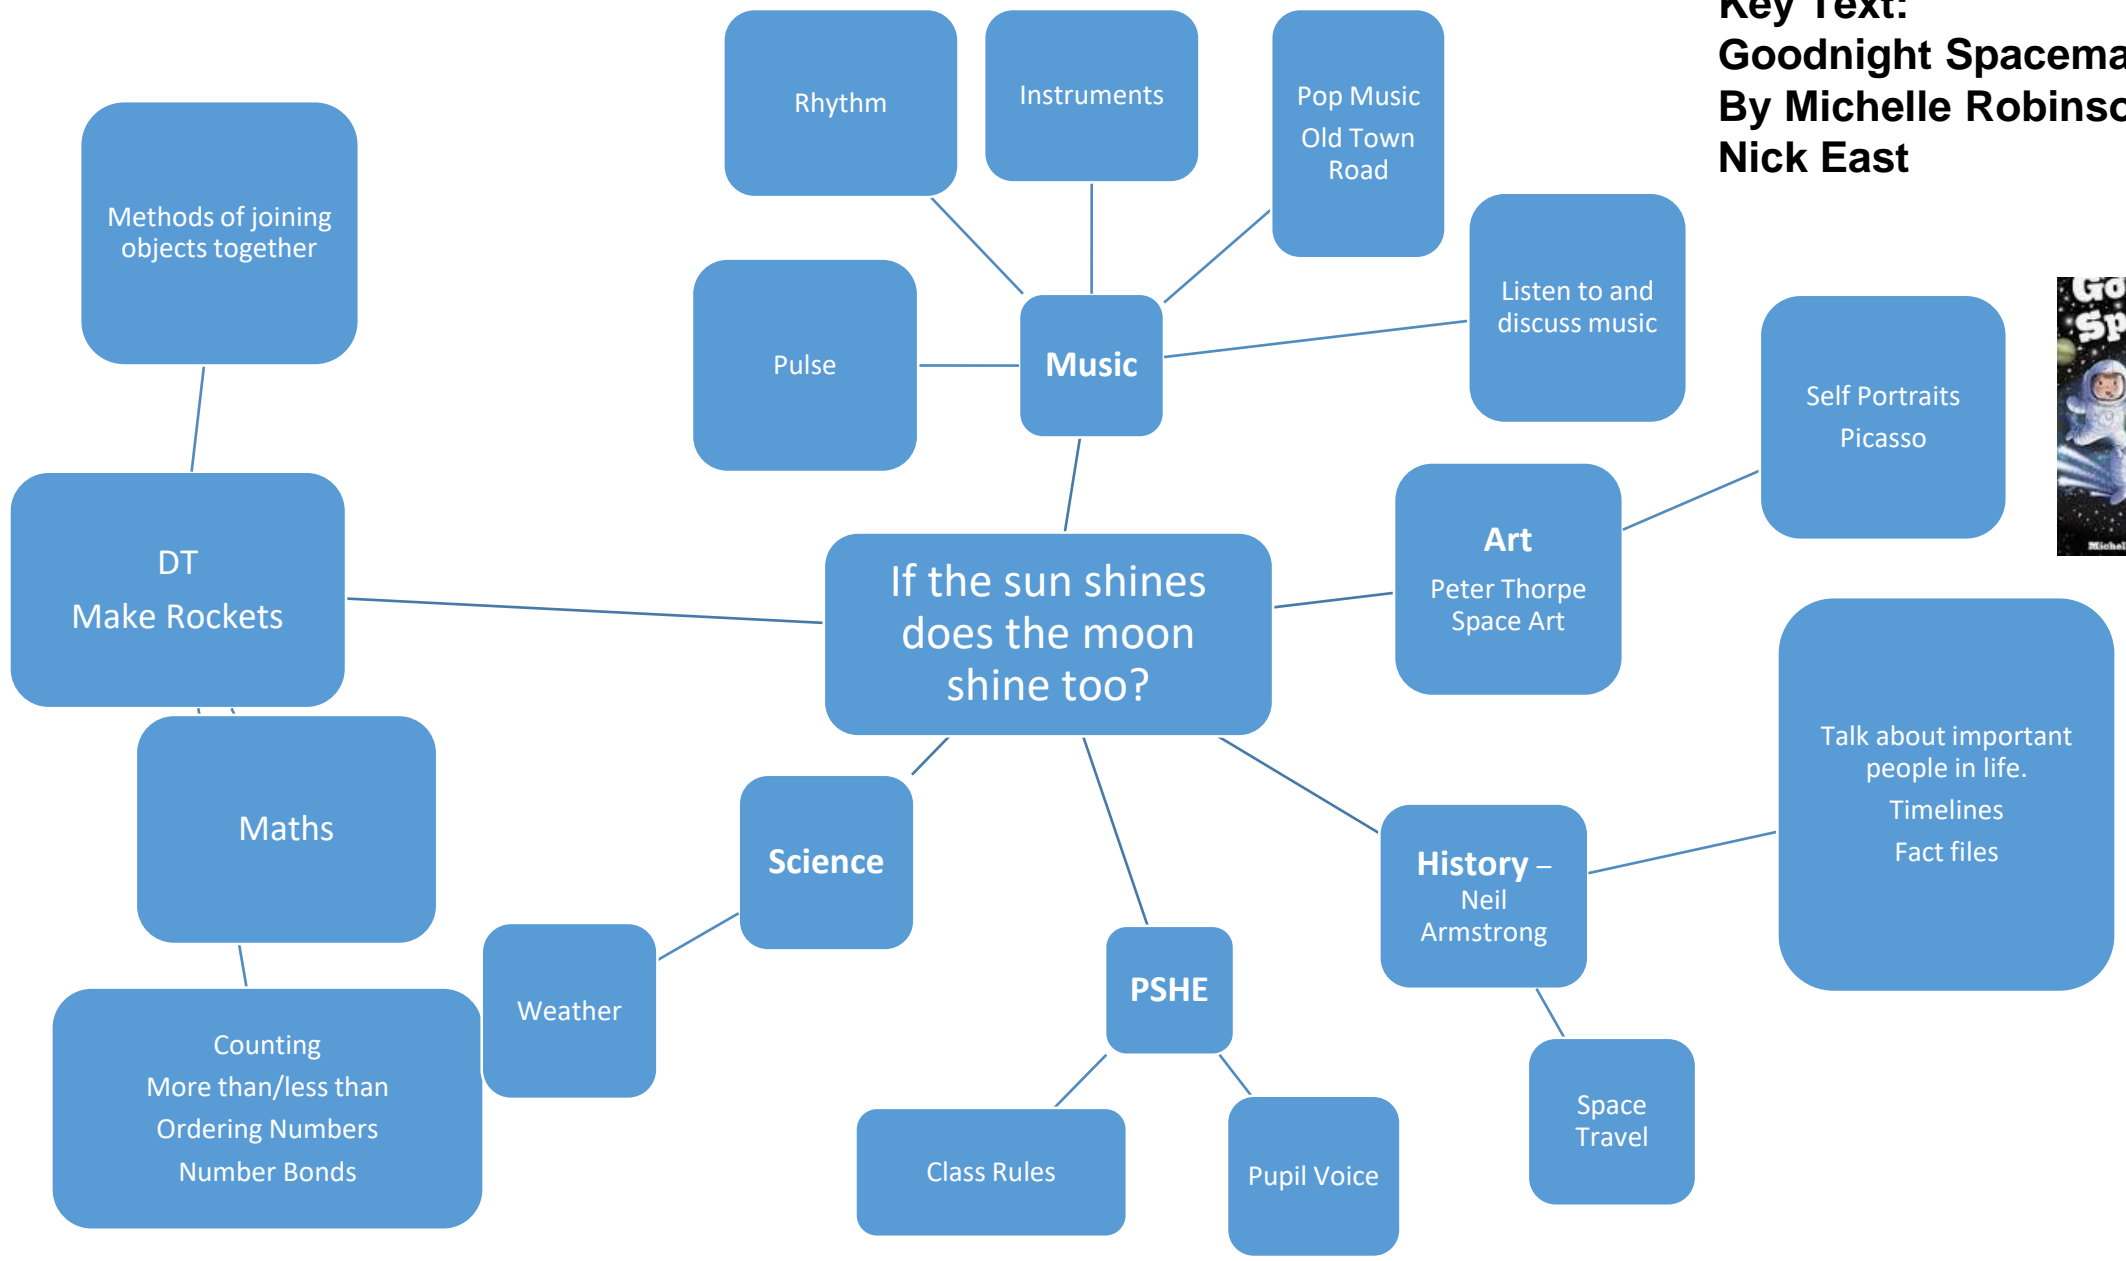 Key Text:
Goodnight Spacema
By Michelle Robinso
Nick East
Rhythm
Instruments
Pop Music
Old Town
Road
Methods of joining
objects together
Listen to and
discuss music
Pulse
Music
Self Portraits
Picasso
Go
Sp
Michel
DT
Make Rockets
If the sun shines
does the moon
shine too?
Art
Peter Thorpe
Space Art
Talk about important
people in life.
Timelines
Fact files
Maths
Science
History –
Neil
Armstrong
PSHE
Weather
Counting
More than/less than
Ordering Numbers
Number Bonds
Class Rules
Pupil Voice
Space
Travel